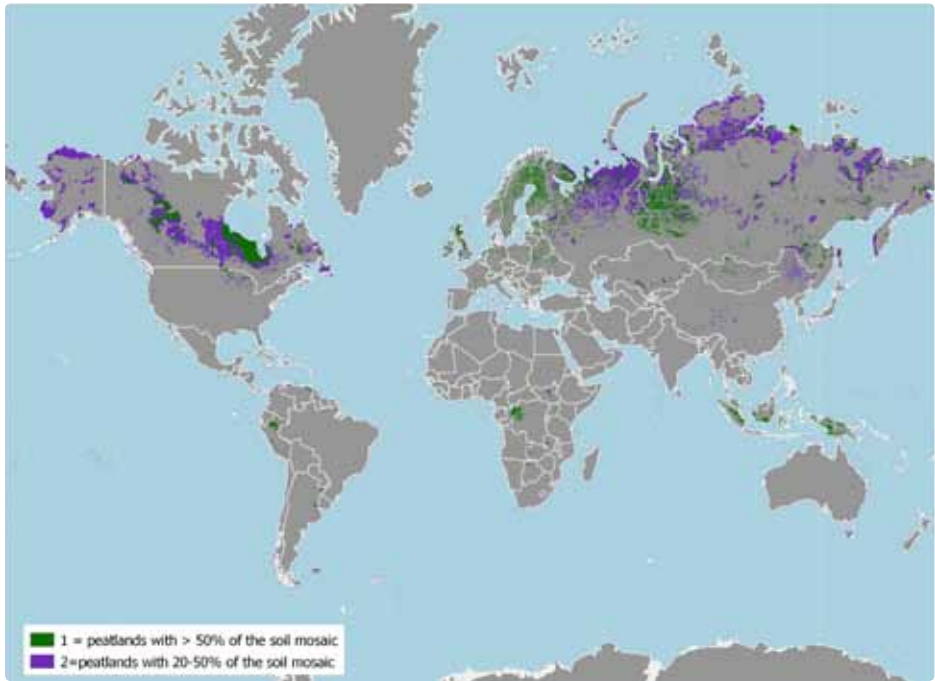 1 = peatlands with > 50% of the soil mosaic
2=peatlands with 20-50% of the soil mosaic